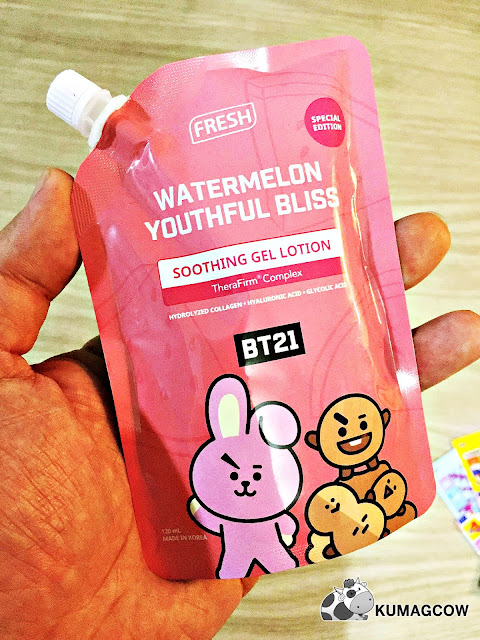 FRESH
SPECIAL
EDITION
WATERMELON
YOUTHFUL BLISS
SOOTHING GEL LOTION
TheraFirm® Complex
HYDROLYZED COLLAGEN • HYALURONIC ACID • GLYCOLIC ACID
BT21
120 mL
MADE IN KOREA
KUMAGCOW